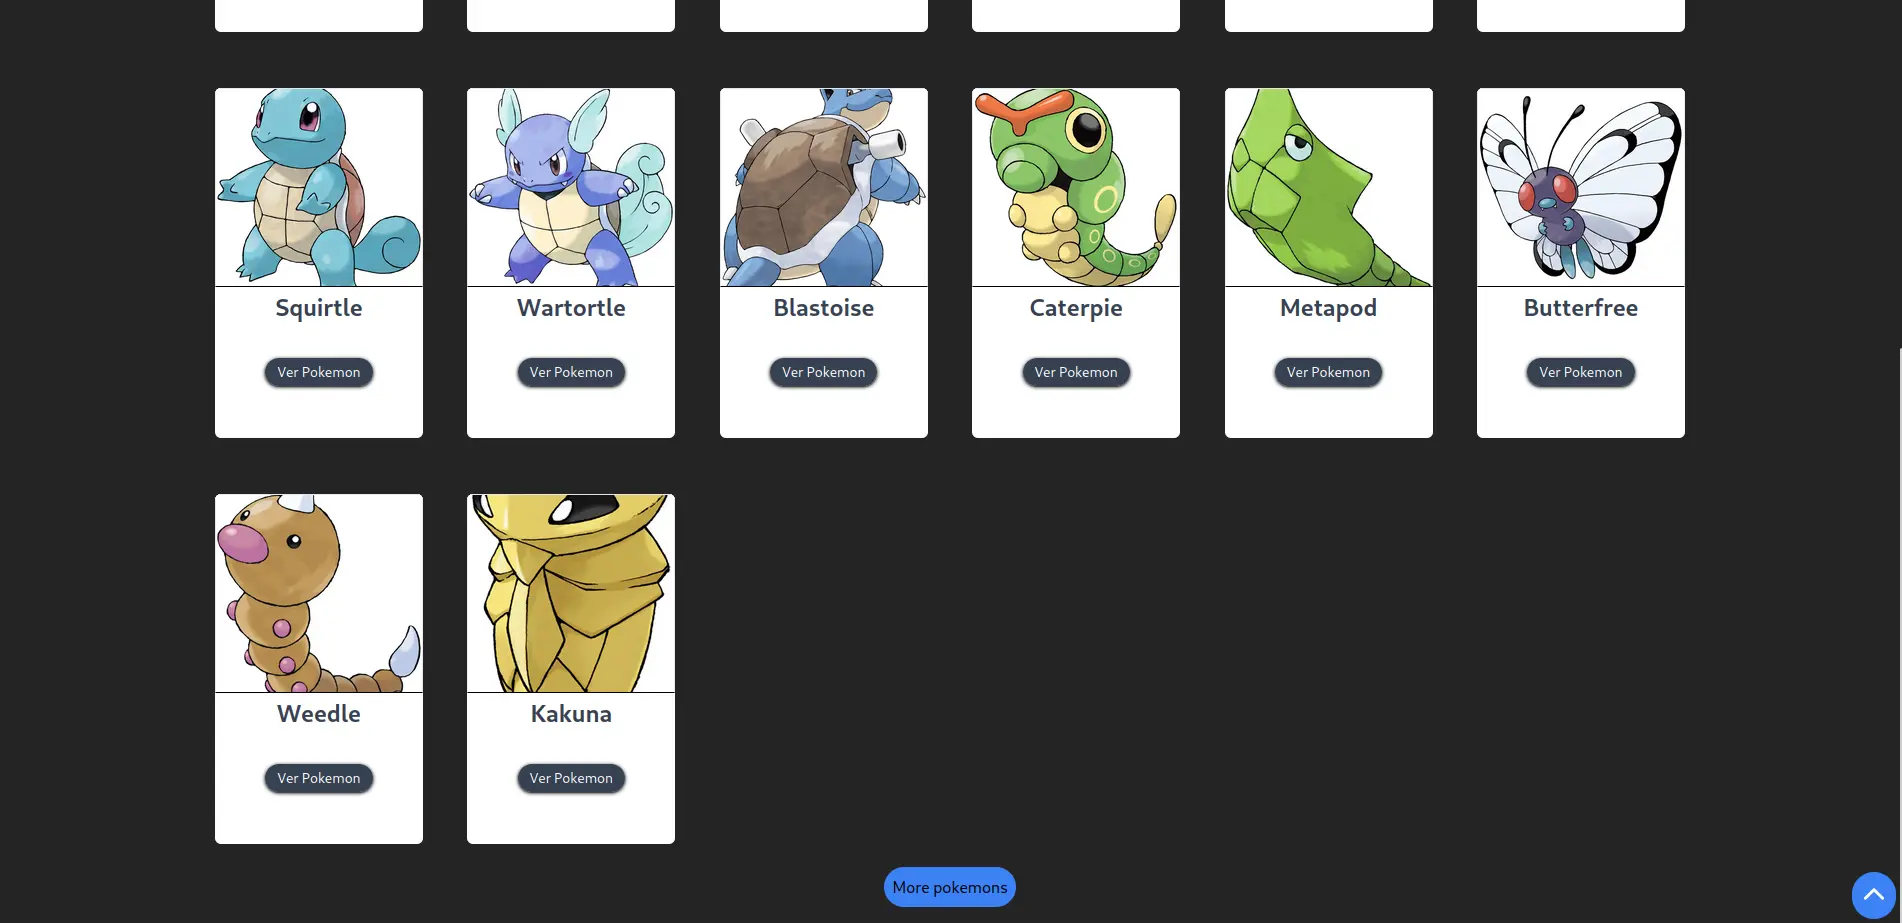 Squirtle
Wartortle
Blastoise
Caterpie
Metapod
Butterfree
Ver Pokemon
Ver Pokemon
Ver Pokemon
Ver Pokemon
Ver Pokemon
Ver Pokemon
Weedle
Kakuna
Ver Pokemon
Ver Pokemon
More pokemons